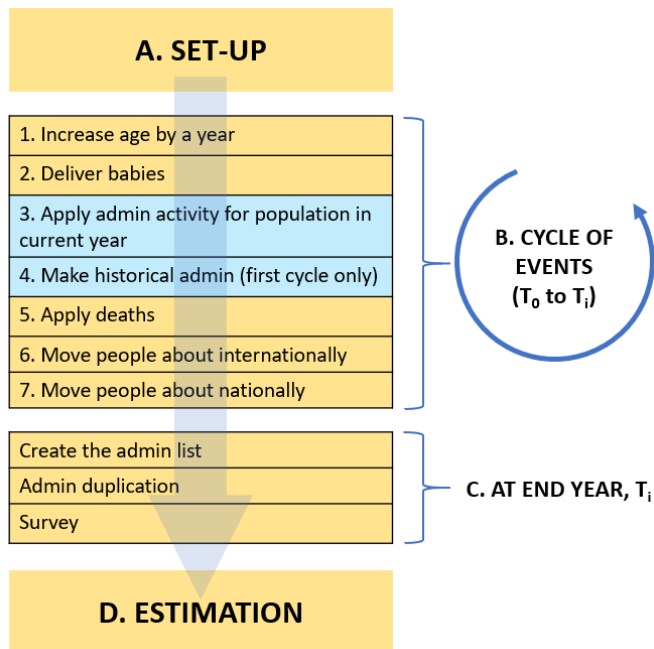 A. SET-UP
1. Increase age by a year
2. Deliver babies
3. Apply admin activity for population in
current year
4. Make historical admin (first cycle only)
5. Apply deaths
6. Move people about internationally
7. Move people about nationally
B. CYCLE OF
EVENTS
(T₀ to Tᵢ)
Create the admin list
Admin duplication
Survey
C. AT END YEAR, Tᵢ
D. ESTIMATION